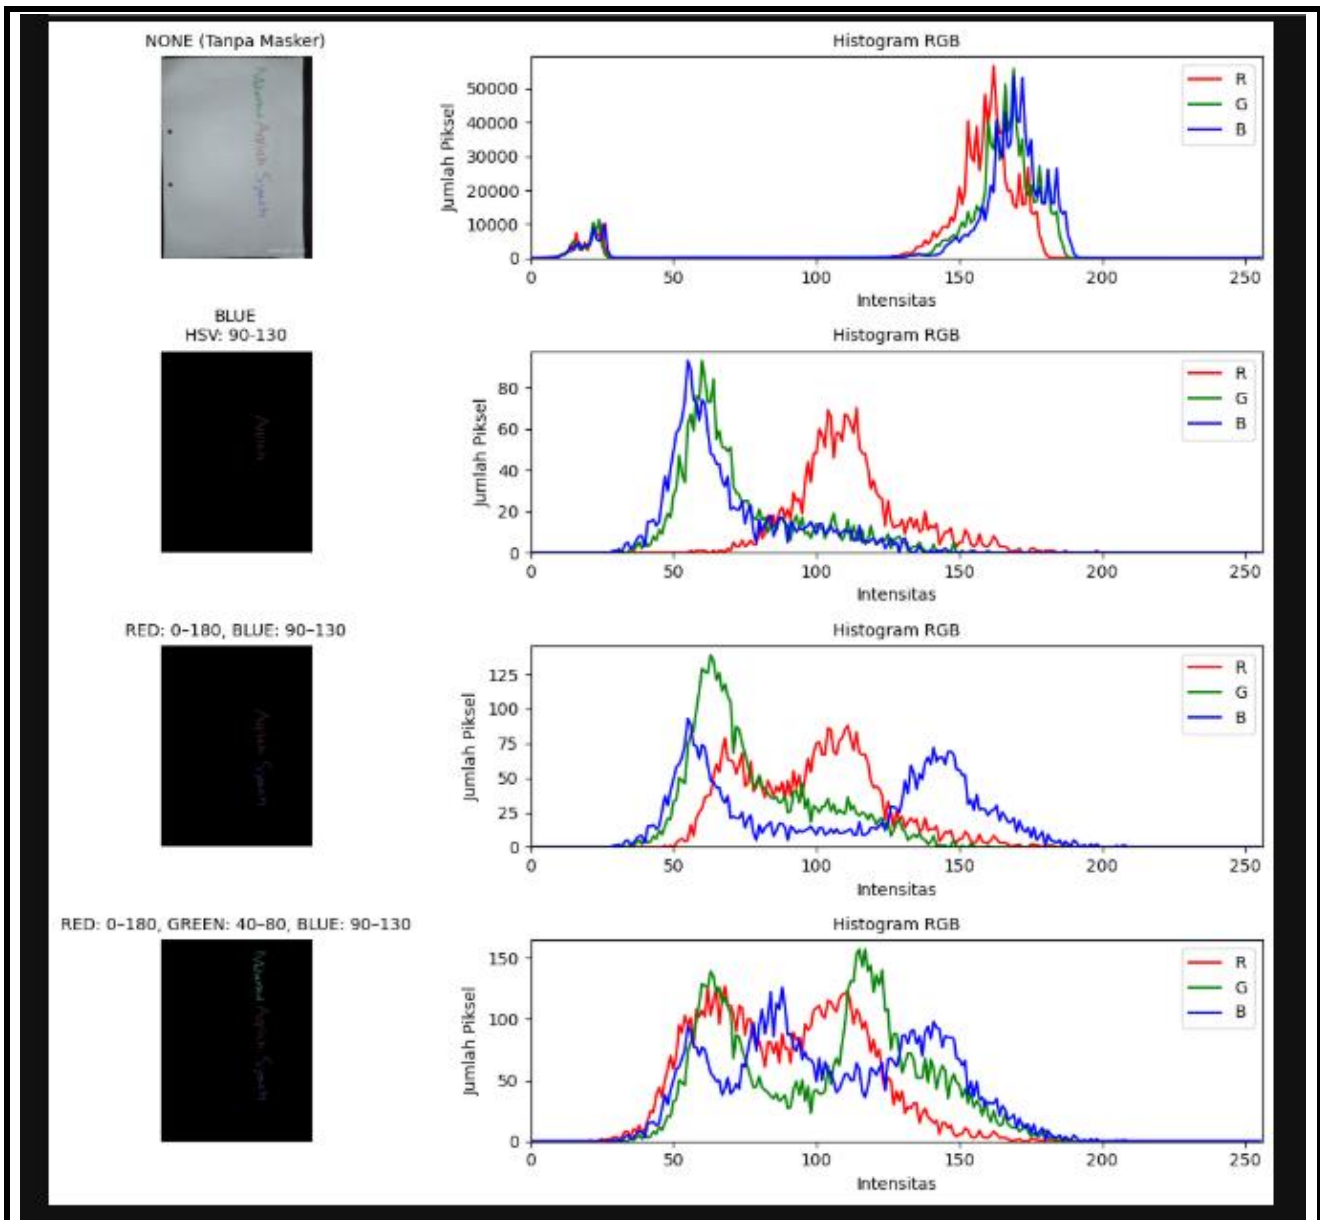 NONE (Tanpa Masker)
Histogram RGB
Jumlah Piksel
50000
40000
30000
20000
10000
0
R
G
B
0 50 100 150 200 250
Intensitas
BLUE
HSV: 90-130
Histogram RGB
Jumlah Piksel
80
60
40
20
0
R
G
B
0 50 100 150 200 250
Intensitas
RED: 0–180, BLUE: 90–130
Histogram RGB
Jumlah Piksel
125
100
75
50
25
0
R
G
B
0 50 100 150 200 250
Intensitas
RED: 0–180, GREEN: 40–80, BLUE: 90–130
Histogram RGB
Jumlah Piksel
150
100
50
0
R
G
B
0 50 100 150 200 250
Intensitas